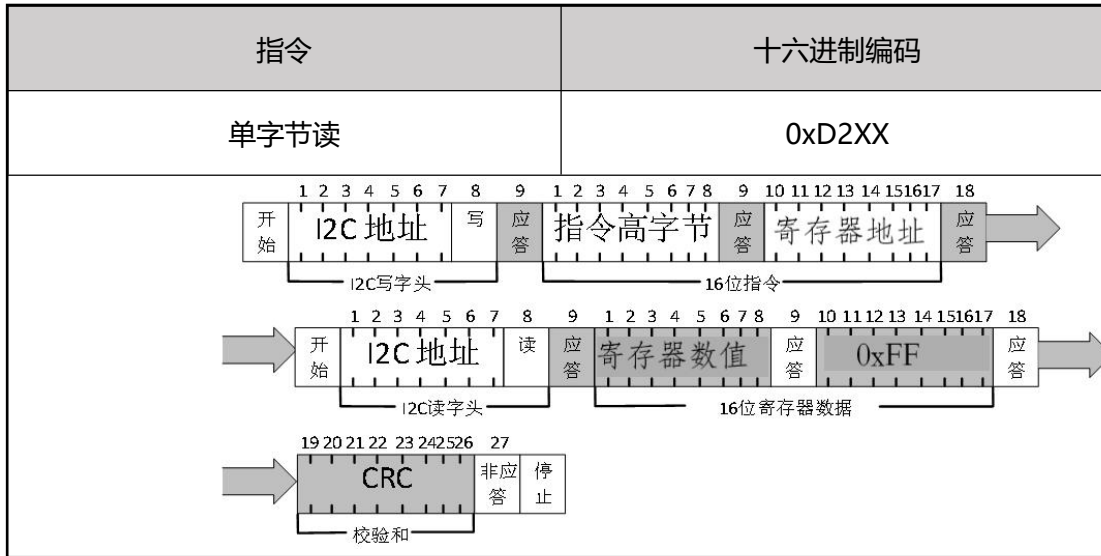 指令 十六进制编码
单字节读 0xD2XX
1 2 3 4 5 6 7 8 9 1 2 3 4 5 6 7 8 9 10 11 12 13 14 15 16 17 18
开始 I2C 地址 写 应答 指令高字节 应答 寄存器地址 应答
I2C写字头 16位指令
1 2 3 4 5 6 7 8 9 1 2 3 4 5 6 7 8 9 10 11 12 13 14 15 16 17 18
开始 I2C 地址 读 应答 寄存器数值 应答 0xFF 应答
I2C读字头 16位寄存器数据
19 20 21 22 23 24 25 26 27
CRC 非应答 停止
校验和